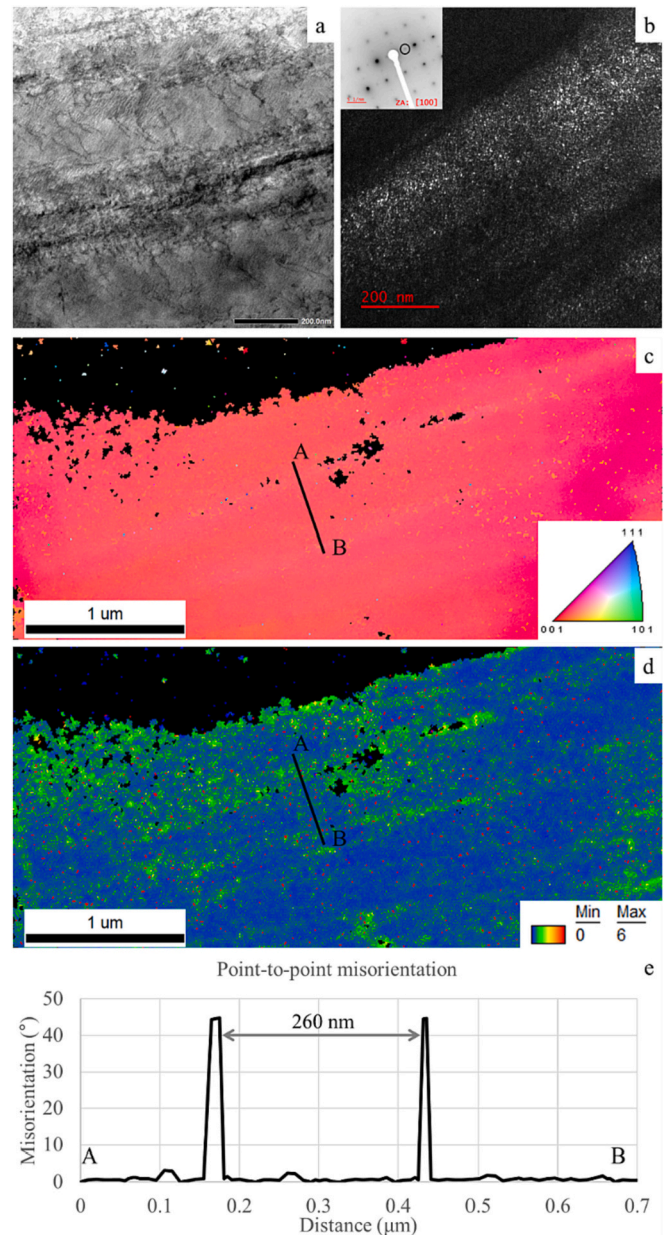 a
200.0nm
b
ZA: [100]
200 nm
c
A
B
1 um
111
001
101
d
A
B
1 um
Min Max
0 6
Point-to-point misorientation
e
50
40
30
20
10
0
Misorientation (°)
260 nm
A
B
0 0.1 0.2 0.3 0.4 0.5 0.6 0.7
Distance (μm)